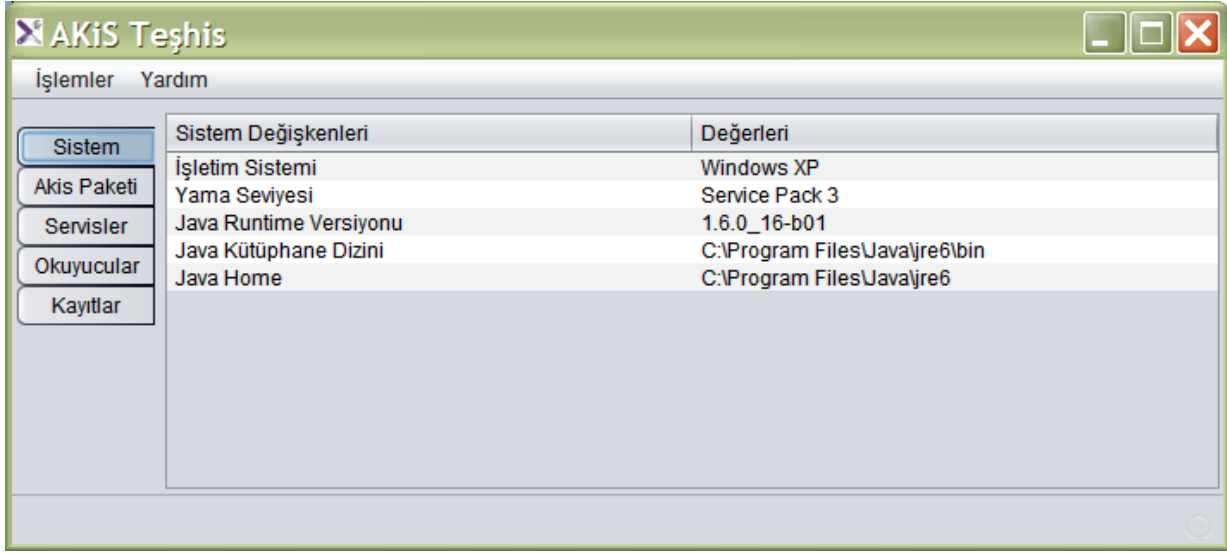 AKiS Teşhis
İşlemler Yardım
Sistem
Akis Paketi
Servisler
Okuyucular
Kayıtlar
Sistem Değişkenleri Değerleri
İşletim Sistemi Windows XP
Yama Seviyesi Service Pack 3
Java Runtime Versiyonu 1.6.0_16-b01
Java Kütüphane Dizini C:\Program Files\Java\jre6\bin
Java Home C:\Program Files\Java\jre6